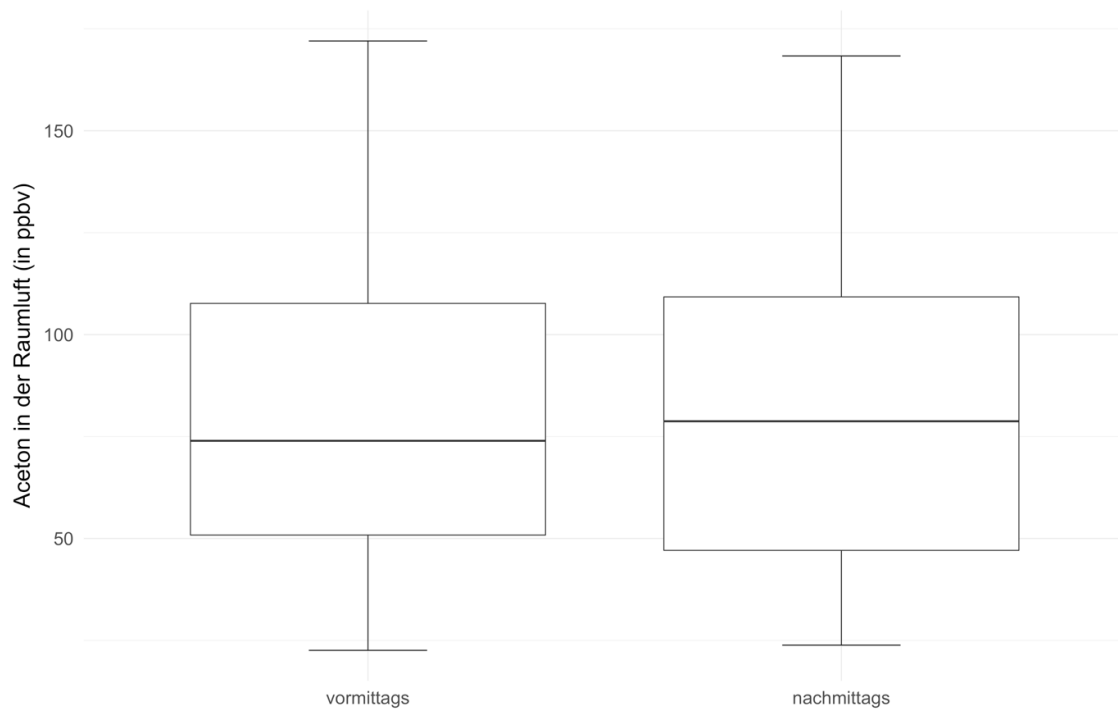 Aceton in der Raumluft (in ppbv)
150
100
50
vormittags
nachmittags